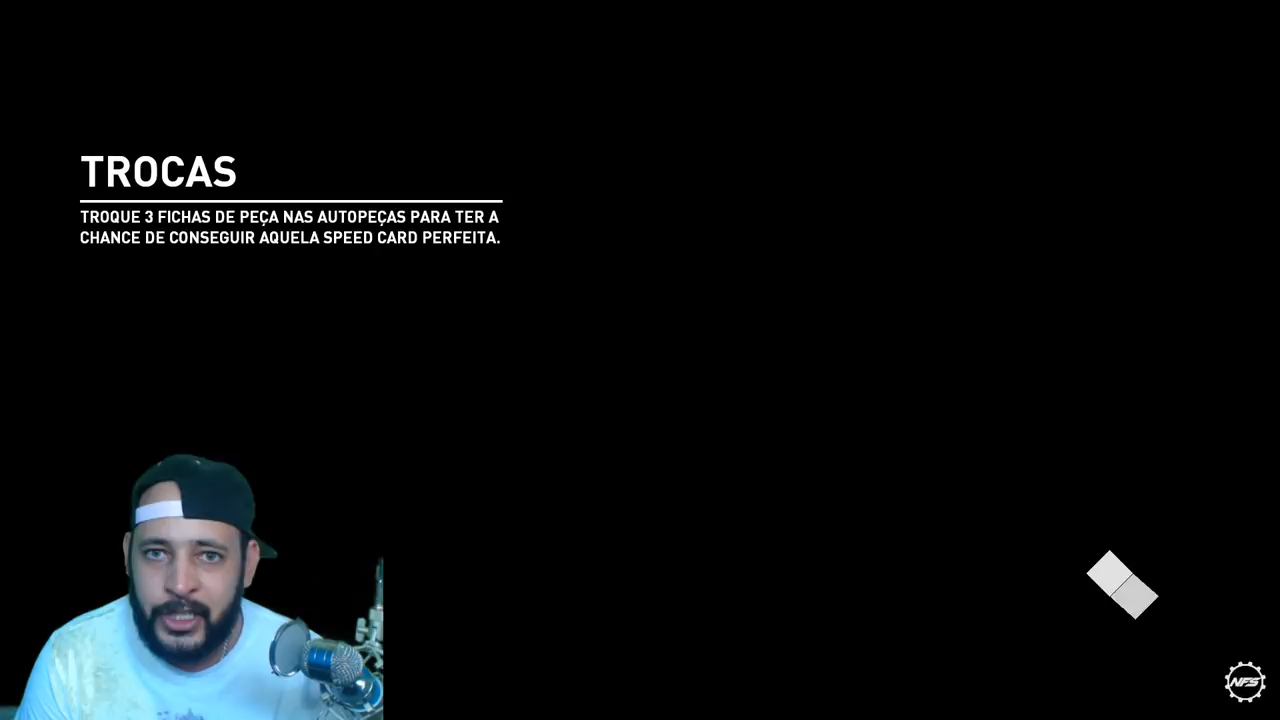 TROCAS
TROQUE 3 FICHAS DE PEÇA NAS AUTOPEÇAS PARA TER A
CHANCE DE CONSEGUIR AQUELA SPEED CARD PERFEITA.
NFS